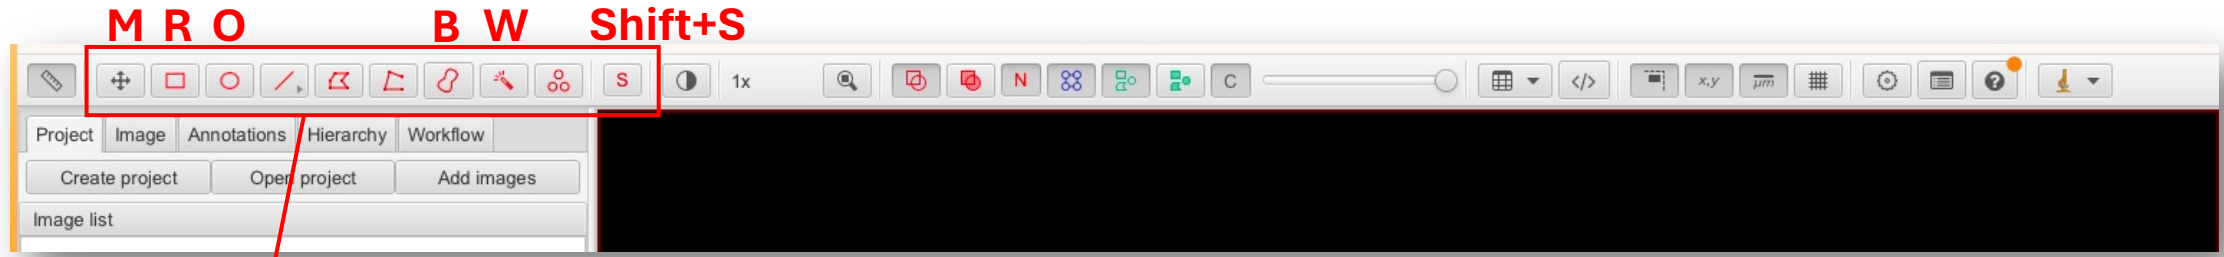 M R O B W Shift+S
S 1x N C </> x,y μm ?
Project Image Annotations Hierarchy Workflow
Create project Open project Add images
Image list